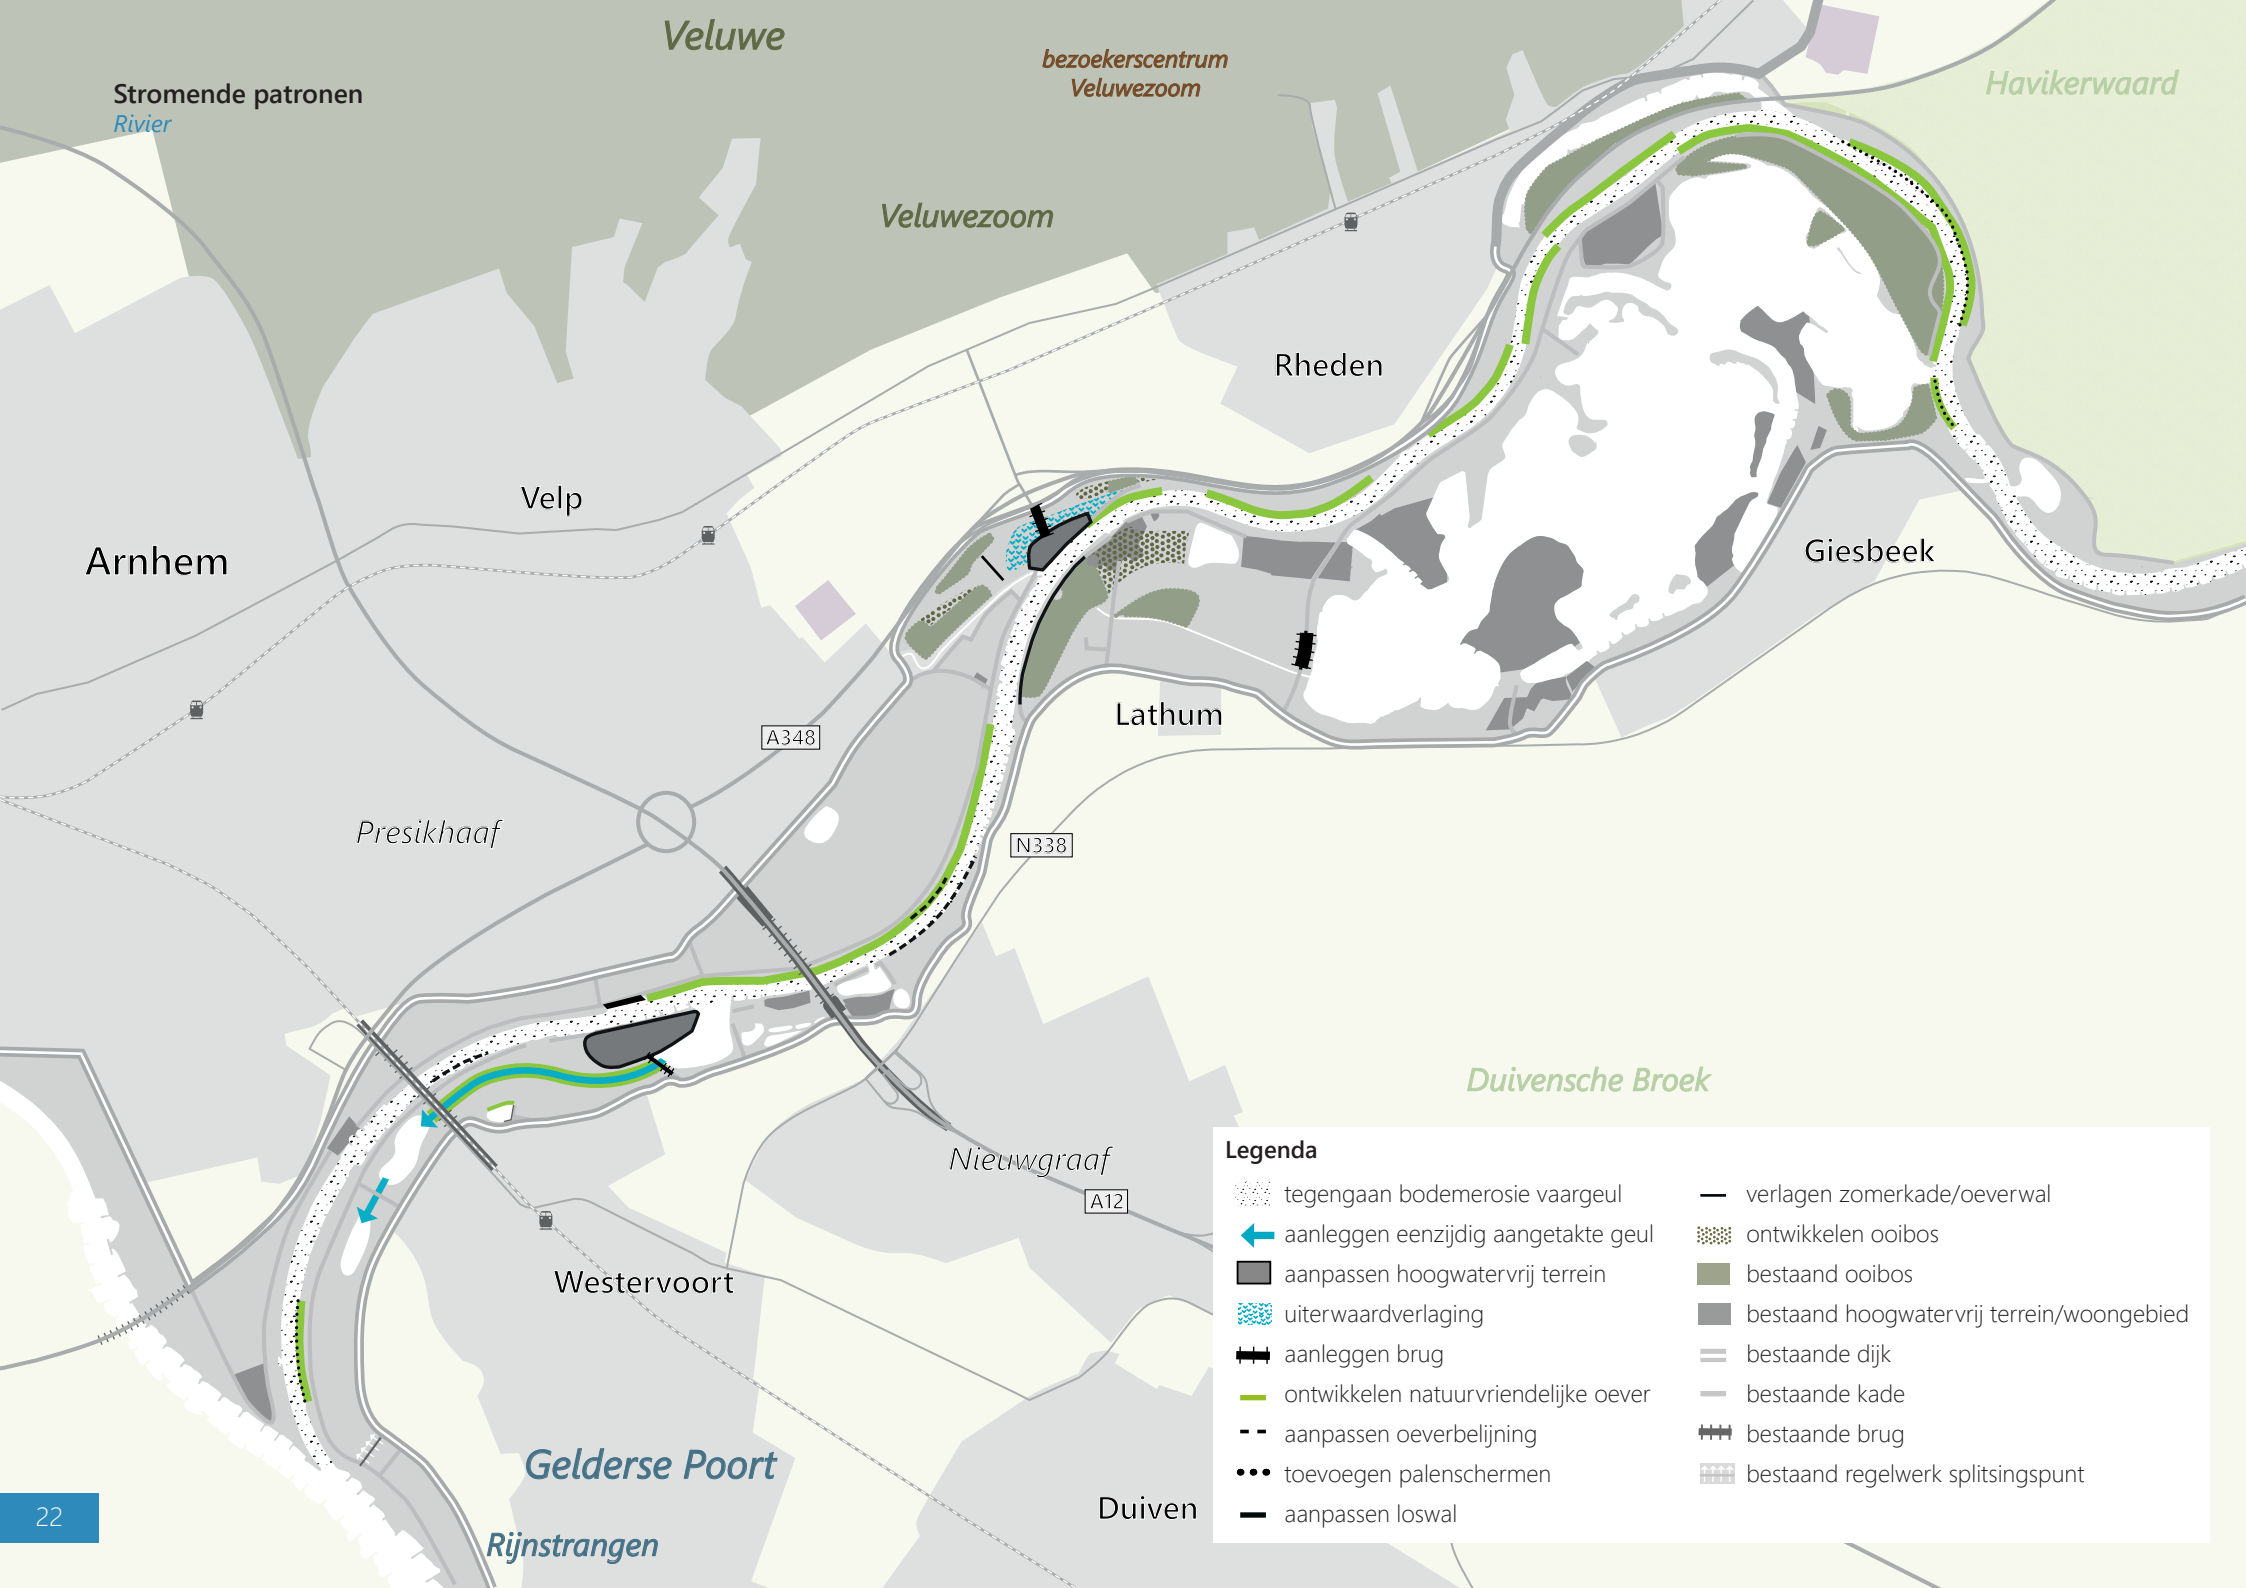 Stromende patronen
Rivier
Veluwe
bezoekerscentrum
Veluwezoom
Havikerwaard
Veluwezoom
Rheden
Velp
Arnhem
Giesbeek
Lathum
A348
Presikhaaf
N338
Duivensche Broek
Nieuwgraaf
A12
Westervoort
Gelderse Poort
Duiven
Rijnstrangen
22
Legenda
tegengaan bodemerosie vaargeul
aanleggen eenzijdig aangetakte geul
aanpassen hoogwatervrij terrein
uiterwaardverlaging
aanleggen brug
ontwikkelen natuurvriendelijke oever
aanpassen oeverbelijning
toevoegen palenschermen
aanpassen loswal
verlagen zomerkade/oeverwal
ontwikkelen ooibos
bestaand ooibos
bestaand hoogwatervrij terrein/woongebied
bestaande dijk
bestaande kade
bestaande brug
bestaand regelwerk splitsingspunt